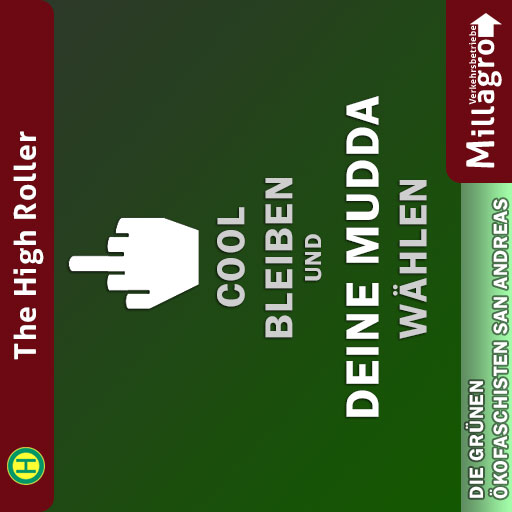 The High Roller
H
COOL
BLEIBEN
UND
DEINE MUDDA
WÄHLEN
Verkehrsbetriebe
Millagro
DIE GRÜNEN
ÖKOFASCHISTEN SAN ANDREAS